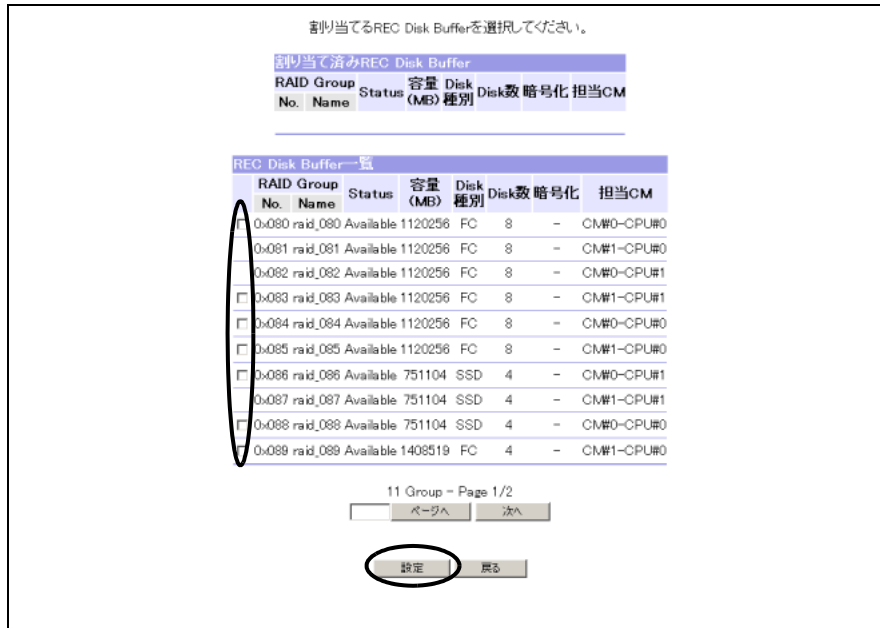 割り当てるREC Disk Bufferを選択してください。
割り当て済みREC Disk Buffer
RAID Group Status 容量(MB) Disk種別 Disk数 暗号化 担当CM
No. Name
REC Disk Buffer一覧
RAID Group Status 容量(MB) Disk種別 Disk数 暗号化 担当CM
No. Name
0x080 raid_080 Available 1120256 FC 8 - CM#0-CPU#0
0x081 raid_081 Available 1120256 FC 8 - CM#1-CPU#0
0x082 raid_082 Available 1120256 FC 8 - CM#0-CPU#1
0x083 raid_083 Available 1120256 FC 8 - CM#1-CPU#1
0x084 raid_084 Available 1120256 FC 8 - CM#0-CPU#0
0x085 raid_085 Available 1120256 FC 8 - CM#1-CPU#0
0x086 raid_086 Available 751104 SSD 4 - CM#0-CPU#1
0x087 raid_087 Available 751104 SSD 4 - CM#1-CPU#1
0x088 raid_088 Available 751104 SSD 4 - CM#0-CPU#0
0x089 raid_089 Available 1408519 FC 4 - CM#1-CPU#0
11 Group - Page 1/2
ページへ 次へ
設定 戻る